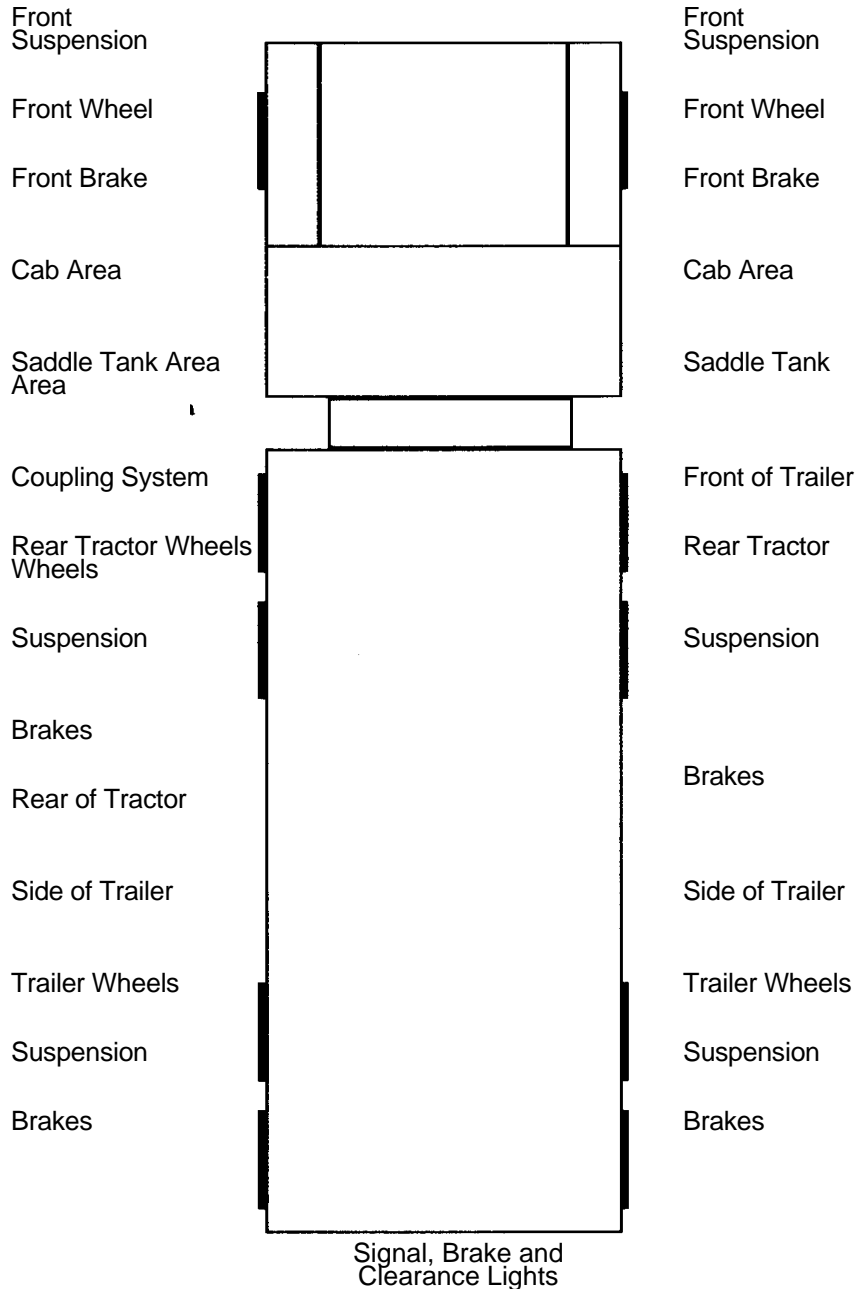 Front
Suspension
Front Wheel
Front Brake
Cab Area
Saddle Tank Area
Area
Coupling System
Rear Tractor Wheels
Wheels
Suspension
Brakes
Rear of Tractor
Side of Trailer
Trailer Wheels
Suspension
Brakes
Front
Suspension
Front Wheel
Front Brake
Cab Area
Saddle Tank
Front of Trailer
Rear Tractor
Suspension
Brakes
Side of Trailer
Trailer Wheels
Suspension
Brakes
Signal, Brake and
Clearance Lights